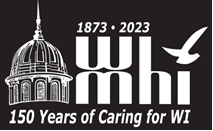 1873 • 2023
wmhi
150 Years of Caring for WI